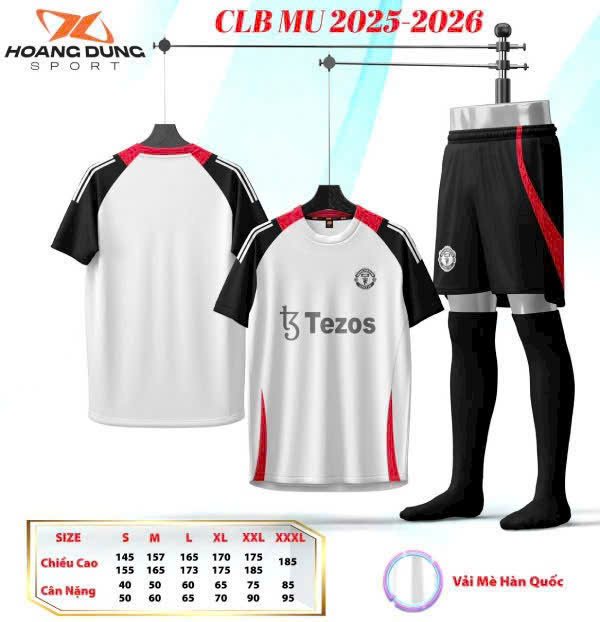 HOANG DUNG
SPORT
CLB MU 2025-2026
Tezos
SIZE S M L XL XXL XXXL
Chiều Cao 145 157 165 170 175 185
155 165 173 175 185
Cân Nặng 40 50 60 65 75 85
50 60 65 70 90 95
Vải Mè Hàn Quốc